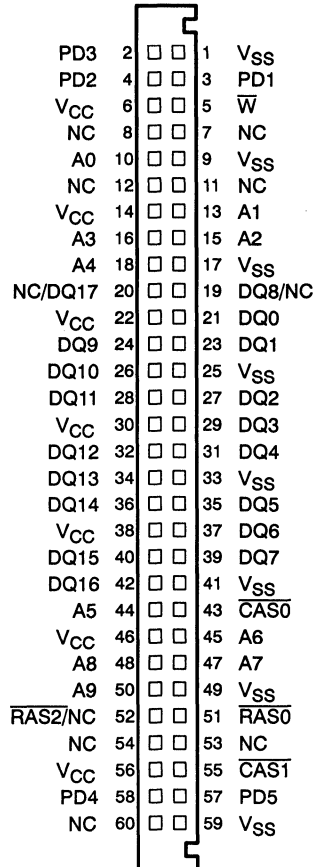 PD3 2 1 VSS
PD2 4 3 PD1
VCC 6 5 W̅
NC 8 7 NC
A0 10 9 VSS
NC 12 11 NC
VCC 14 13 A1
A3 16 15 A2
A4 18 17 VSS
NC/DQ17 20 19 DQ8/NC
VCC 22 21 DQ0
DQ9 24 23 DQ1
DQ10 26 25 VSS
DQ11 28 27 DQ2
VCC 30 29 DQ3
DQ12 32 31 DQ4
DQ13 34 33 VSS
DQ14 36 35 DQ5
VCC 38 37 DQ6
DQ15 40 39 DQ7
DQ16 42 41 VSS
A5 44 43 C̅A̅S̅0̅
VCC 46 45 A6
A8 48 47 A7
A9 50 49 VSS
R̅A̅S̅2̅/NC 52 51 R̅A̅S̅0̅
NC 54 53 NC
VCC 56 55 C̅A̅S̅1̅
PD4 58 57 PD5
NC 60 59 VSS